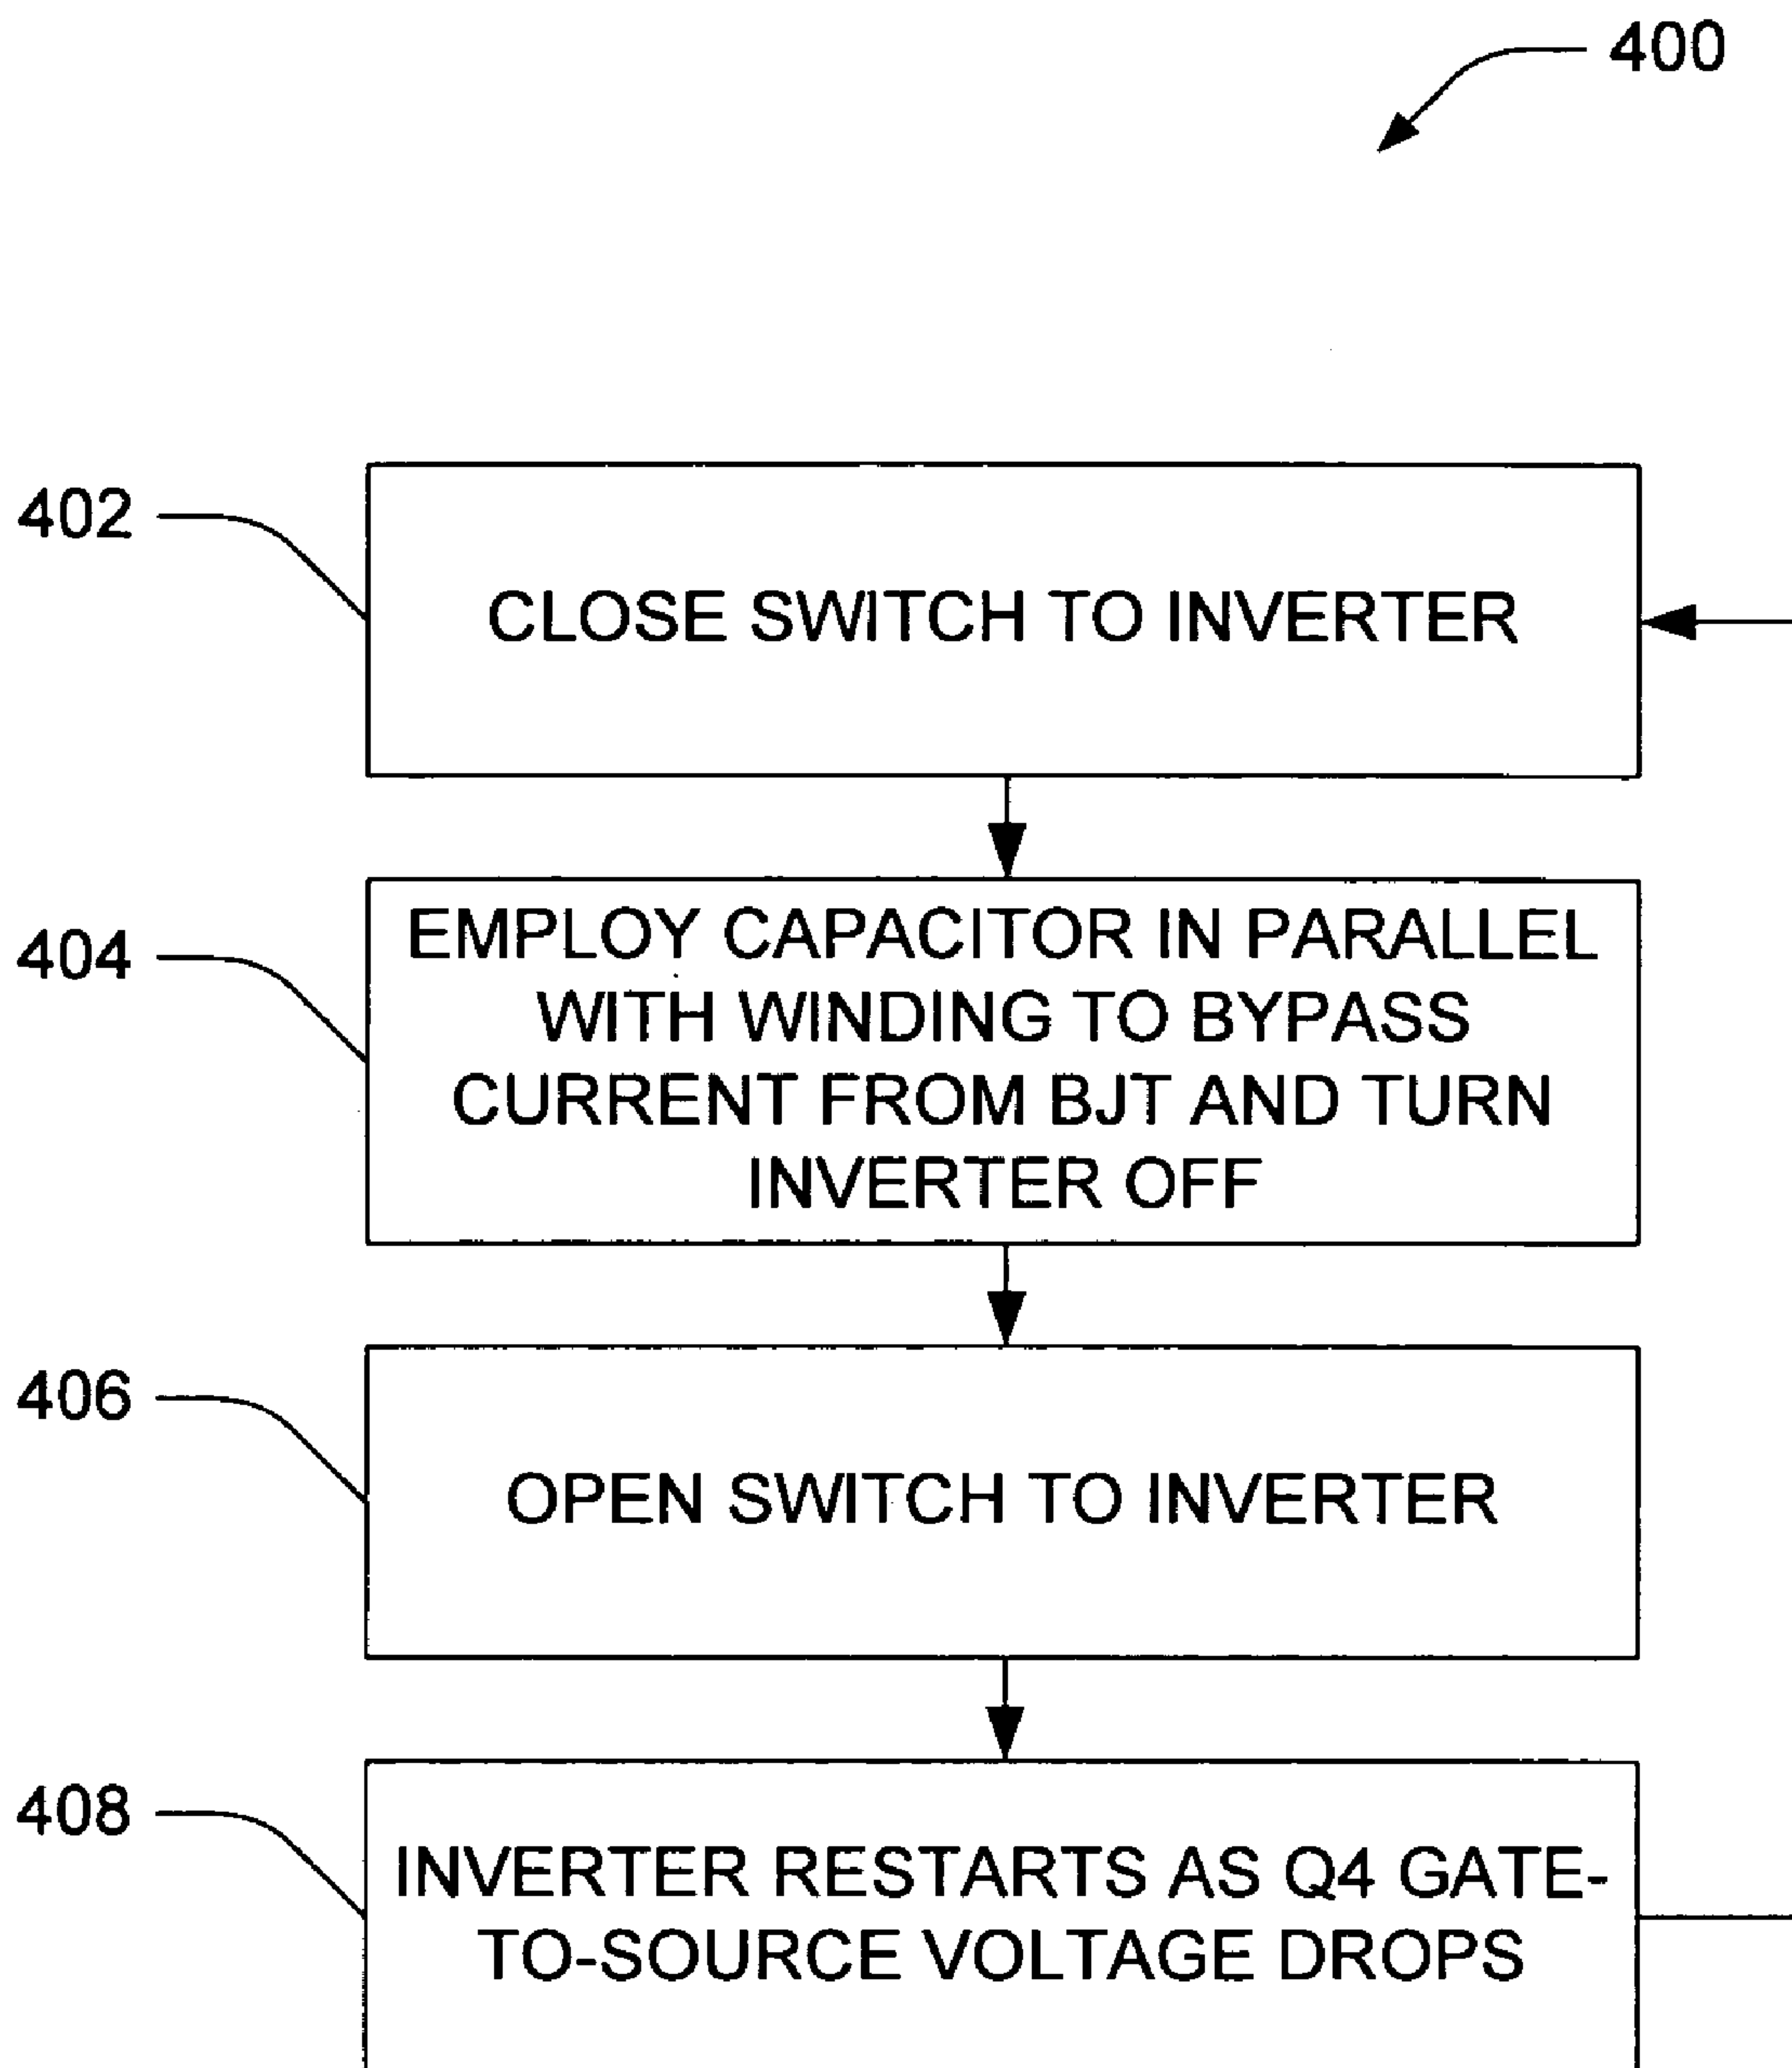 400
402
CLOSE SWITCH TO INVERTER
404
EMPLOY CAPACITOR IN PARALLEL
WITH WINDING TO BYPASS
CURRENT FROM BJT AND TURN
INVERTER OFF
406
OPEN SWITCH TO INVERTER
408
INVERTER RESTARTS AS Q4 GATE-
TO-SOURCE VOLTAGE DROPS